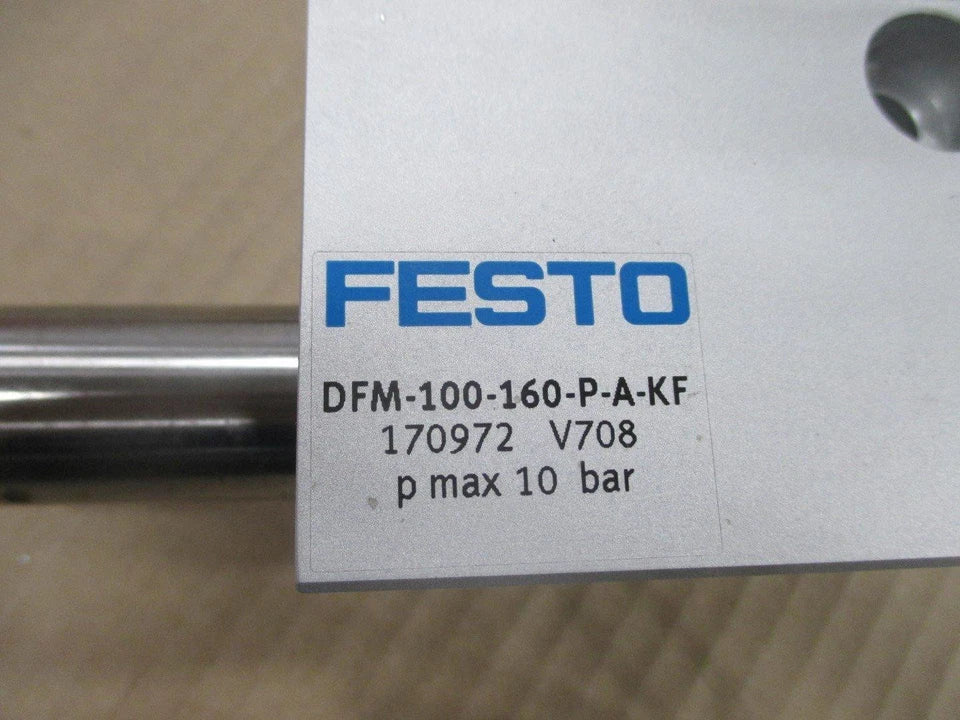 FESTO
DFM-100-160-P-A-KF
170972 V708
p max 10 bar